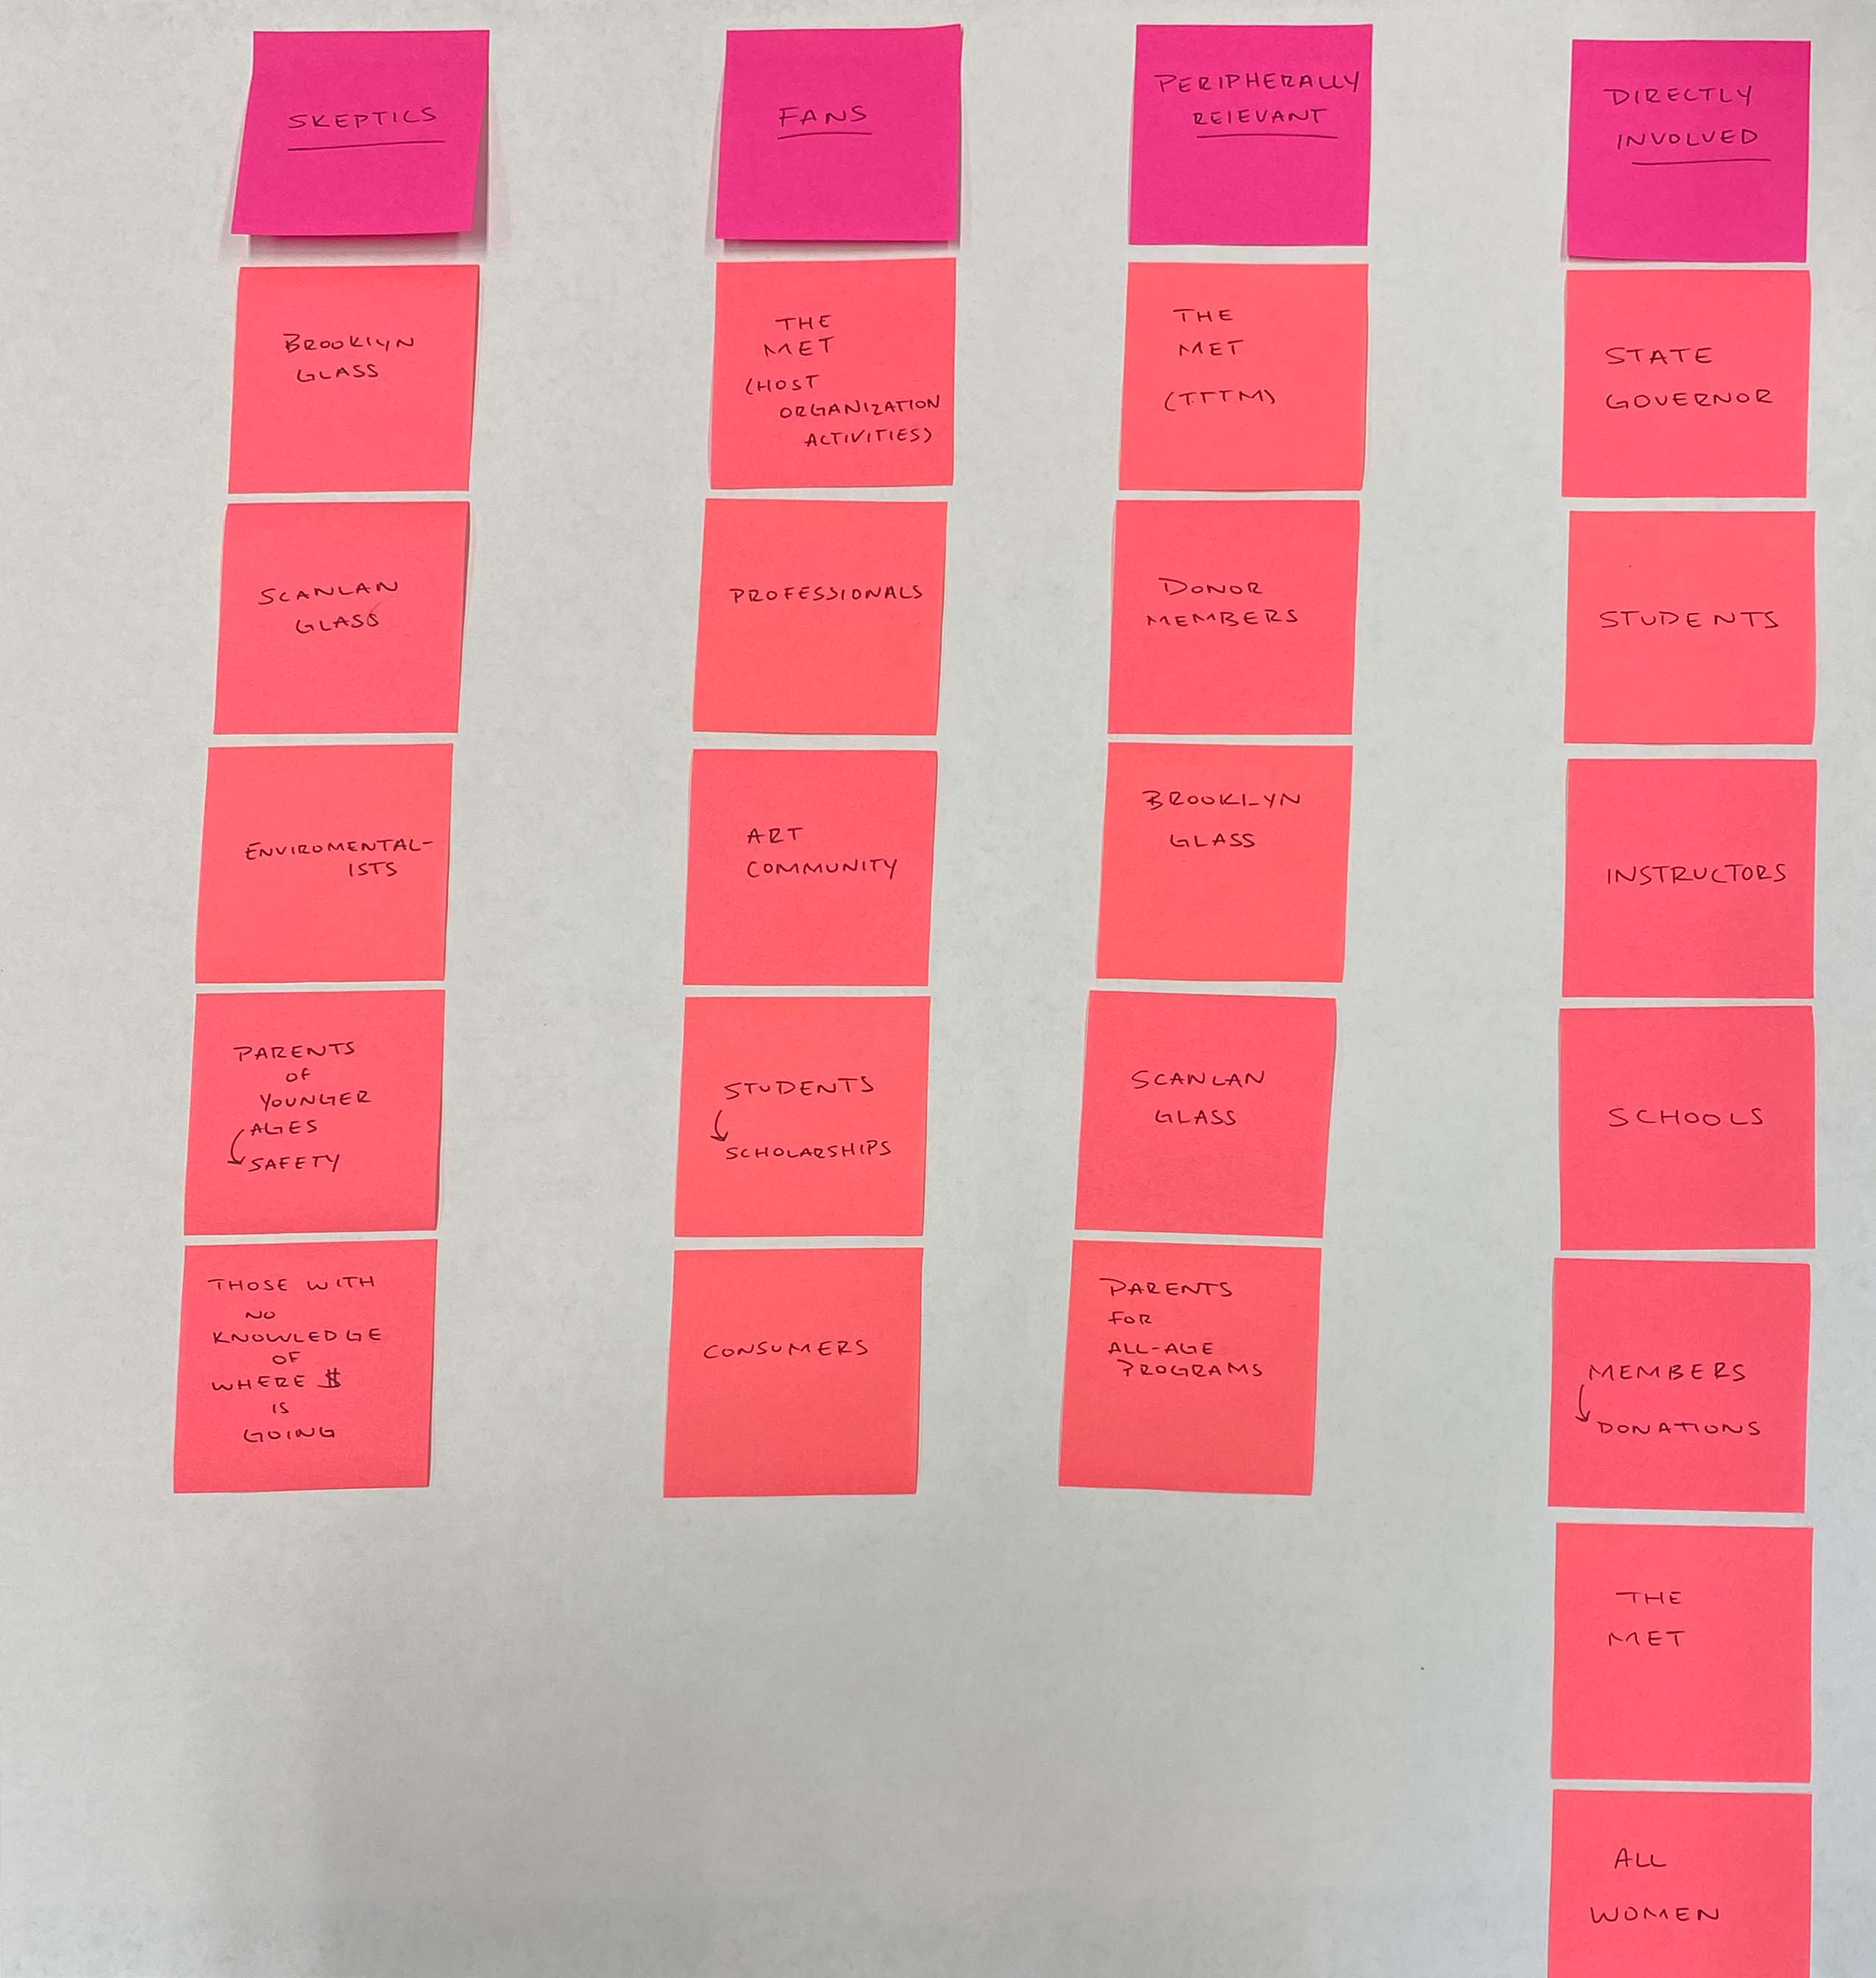 SKEPTICS
BROOKLYN
GLASS
SCANLAN
GLASS
ENVIROMENTAL-
ISTS
PARENTS
OF
YOUNGER
AGES
SAFETY
THOSE WITH
NO
KNOWLEDGE
OF
WHERE $
IS
GOING
FANS
THE
MET
(HOST
ORGANIZATION
ACTIVITIES)
PROFESSIONALS
ART
COMMUNITY
STUDENTS
SCHOLARSHIPS
CONSUMERS
PERIPHERALLY
RELEVANT
THE
MET
(TTTM)
DONOR
MEMBERS
BROOKLYN
GLASS
SCANLAN
GLASS
PARENTS
FOR
ALL-AGE
PROGRAMS
DIRECTLY
INVOLVED
STATE
GOVERNOR
STUDENTS
INSTRUCTORS
SCHOOLS
MEMBERS
DONATIONS
THE
MET
ALL
WOMEN